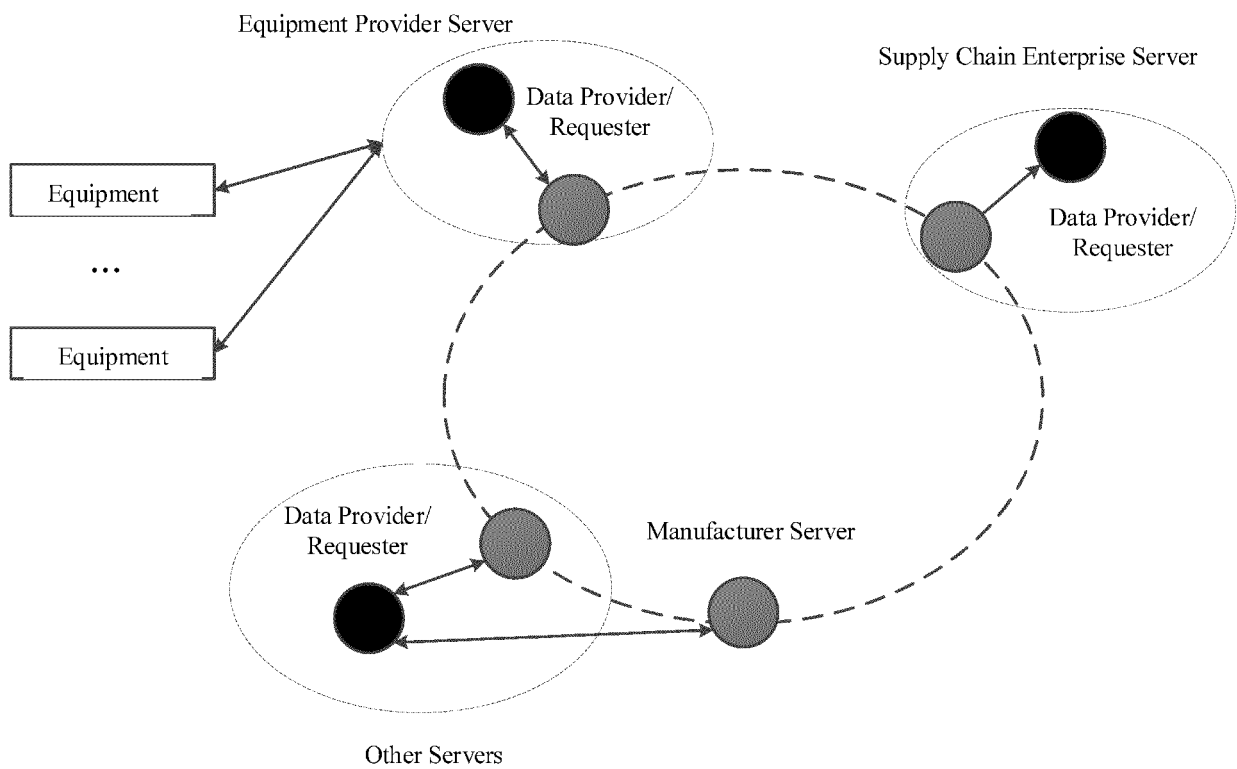 Equipment Provider Server
Supply Chain Enterprise Server
Data Provider/
Requester
Equipment
Data Provider/
Requester
...
Equipment
Data Provider/
Requester
Manufacturer Server
Other Servers